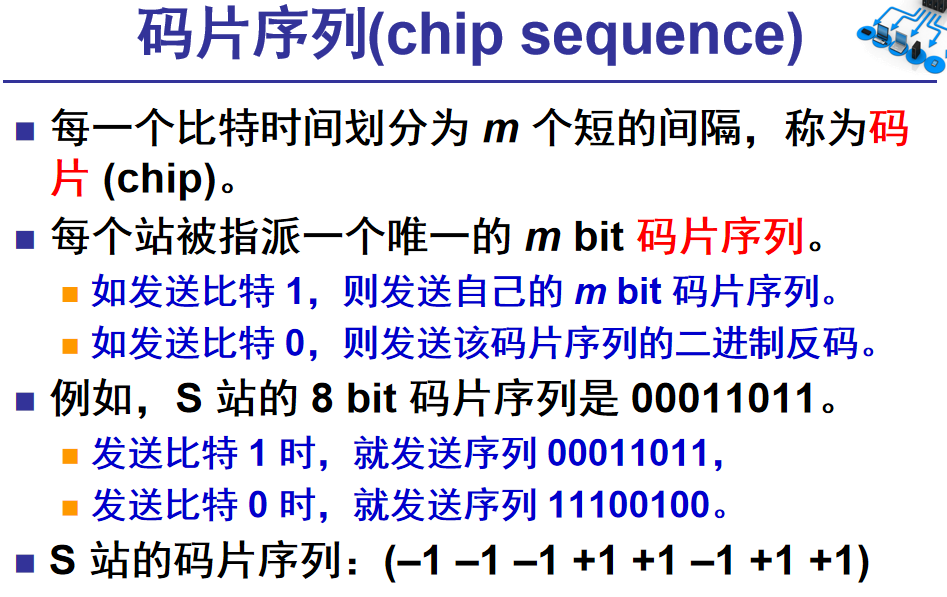 码片序列(chip sequence)
每一个比特时间划分为 m 个短的间隔，称为码
片 (chip)。
每个站被指派一个唯一的 m bit 码片序列。
如发送比特 1，则发送自己的 m bit 码片序列。
如发送比特 0，则发送该码片序列的二进制反码。
例如，S 站的 8 bit 码片序列是 00011011。
发送比特 1 时，就发送序列 00011011，
发送比特 0 时，就发送序列 11100100。
S 站的码片序列：(–1 –1 –1 +1 +1 –1 +1 +1)